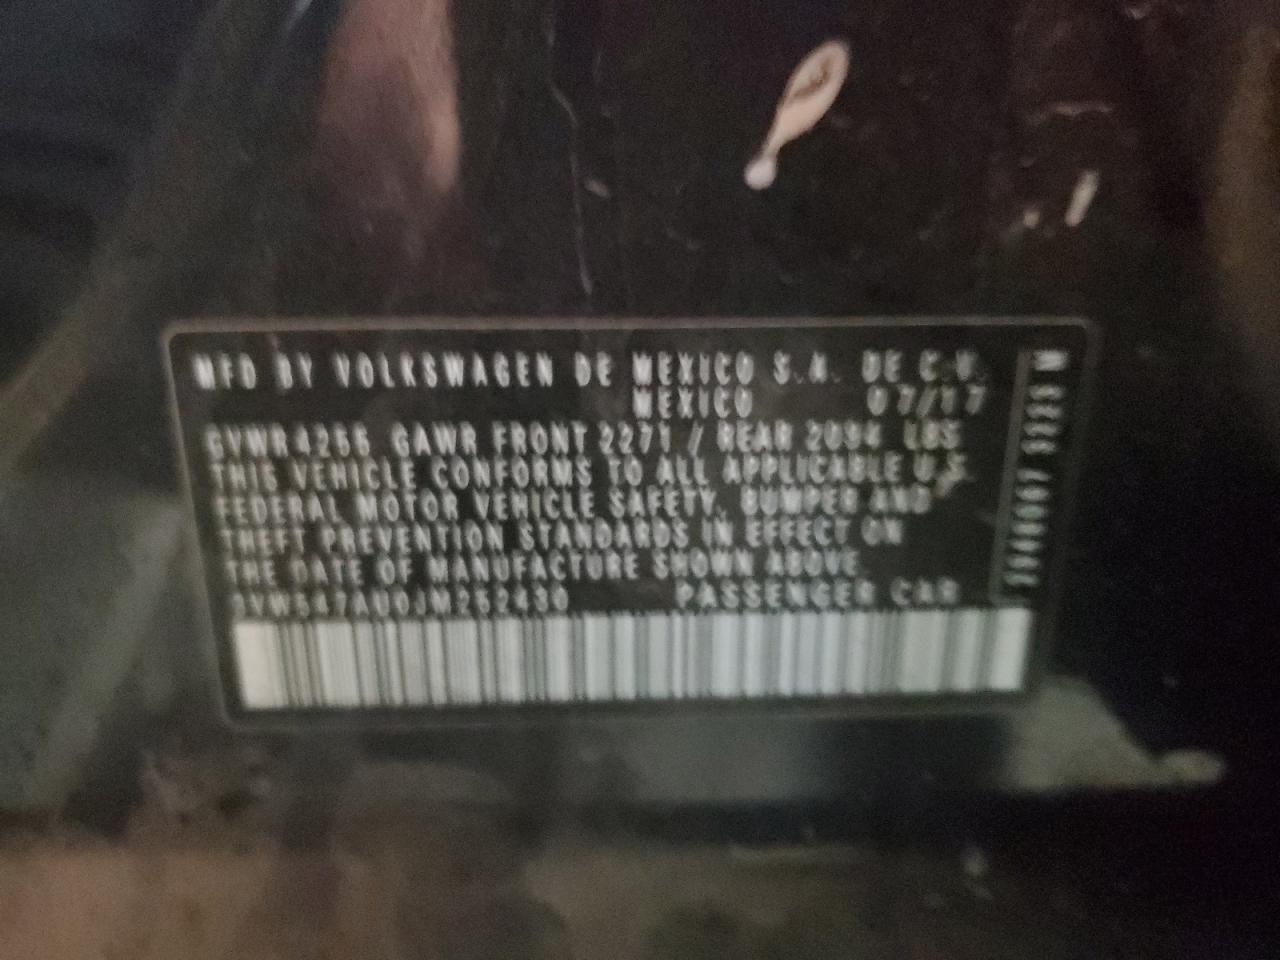 MFD BY VOLKSWAGEN DE MEXICO S.A. DE C.V.
MEXICO 07/17
GVWR 4255 GAWR FRONT 2271 / REAR 2094 LBS
THIS VEHICLE CONFORMS TO ALL APPLICABLE U.S.
FEDERAL MOTOR VEHICLE SAFETY, BUMPER AND
THEFT PREVENTION STANDARDS IN EFFECT ON
THE DATE OF MANUFACTURE SHOWN ABOVE
3VW547AU0JM252430 PASSENGER CAR